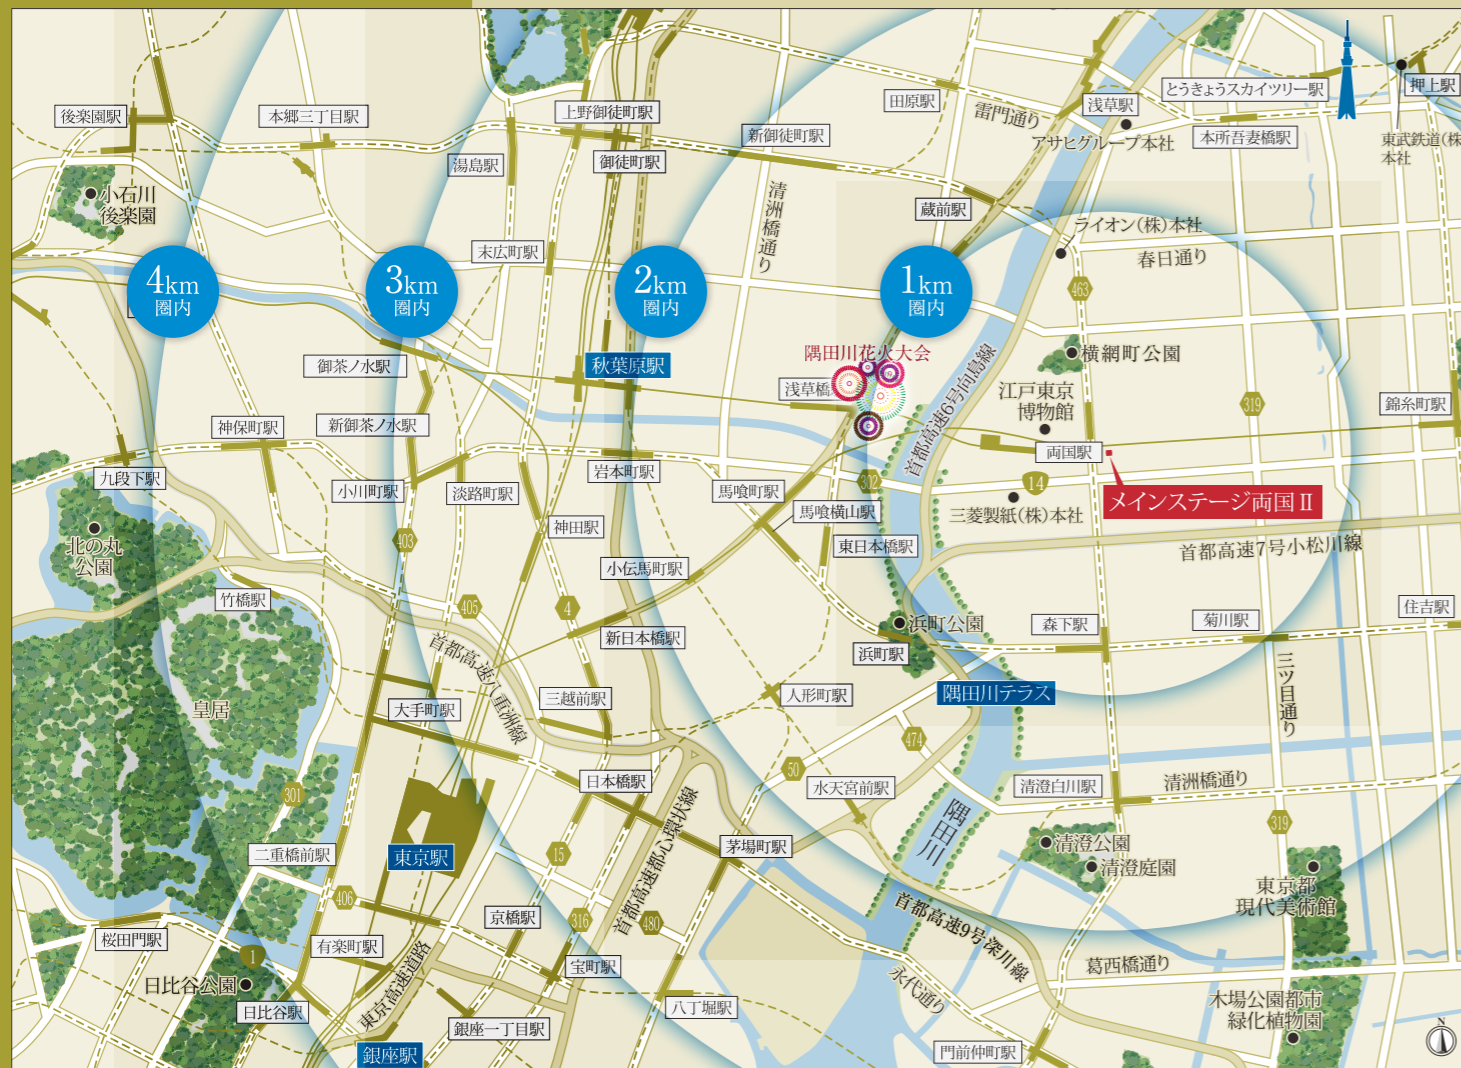 後楽園駅
本郷三丁目駅
湯島駅
上野御徒町駅
御徒町駅
新御徒町駅
田原駅
雷門通り
浅草駅
アサヒグループ本社
とうきょうスカイツリー駅
本所吾妻橋駅
押上駅
東武鉄道(株
本社
小石川
後楽園
末広町駅
清洲橋通り
蔵前駅
ライオン(株)本社
春日通り
4km
圏内
3km
圏内
2km
圏内
1km
圏内
463
御茶ノ水駅
秋葉原駅
隅田川花火大会
浅草橋
首都高速6号向島線
横網町公園
江戸東京
博物館
319
錦糸町駅
神保町駅
新御茶ノ水駅
両国駅
九段下駅
小川町駅
淡路町駅
岩本町駅
馬喰町駅
302
14
メインステージ両国Ⅱ
三菱製紙(株)本社
馬喰横山駅
神田駅
403
北の丸
公園
東日本橋駅
首都高速7号小松川線
小伝馬町駅
竹橋駅
405
4
新日本橋駅
浜町公園
浜町駅
森下駅
菊川駅
住吉駅
首都高速八重洲線
皇居
大手町駅
三越前駅
人形町駅
隅田川テラス
三ツ目通り
474
日本橋駅
50
水天宮前駅
清澄白川駅
清洲橋通り
301
首都高速都心環状線
隅田川
319
二重橋前駅
東京駅
15
茅場町駅
清澄公園
清澄庭園
東京都
現代美術館
406
京橋駅
316
480
首都高速9号深川線
桜田門駅
1
有楽町駅
宝町駅
葛西橋通り
日比谷公園
東京高速道路
永代通り
日比谷駅
八丁堀駅
木場公園都市
緑化植物園
銀座一丁目駅
銀座駅
門前仲町駅
N